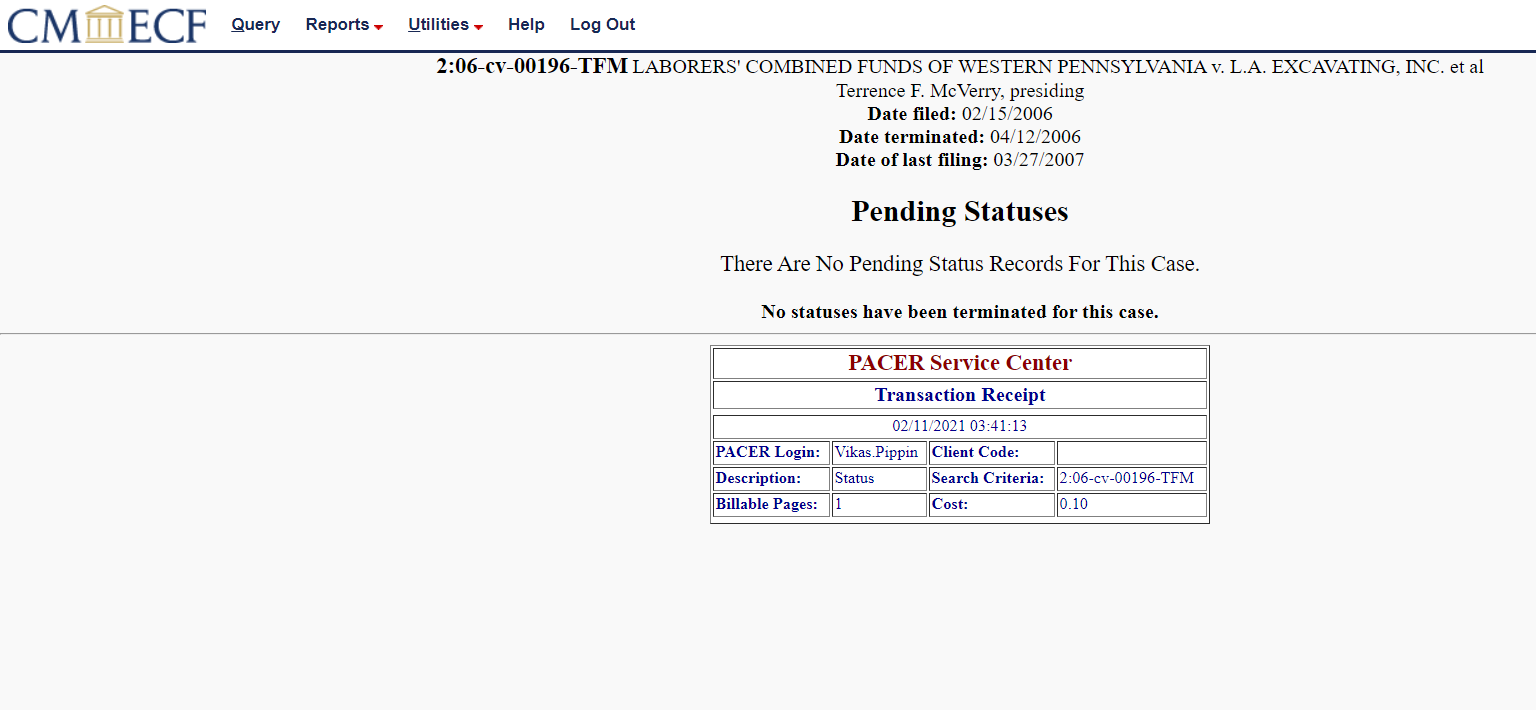 CM ECF Query Reports Utilities Help Log Out
2:06-cv-00196-TFM LABORERS' COMBINED FUNDS OF WESTERN PENNSYLVANIA v. L.A. EXCAVATING, INC. et al
Terrence F. McVerry, presiding
Date filed: 02/15/2006
Date terminated: 04/12/2006
Date of last filing: 03/27/2007
Pending Statuses
There Are No Pending Status Records For This Case.
No statuses have been terminated for this case.
PACER Service Center
Transaction Receipt
02/11/2021 03:41:13
PACER Login: Vikas.Pippin Client Code:
Description: Status Search Criteria: 2:06-cv-00196-TFM
Billable Pages: 1 Cost: 0.10